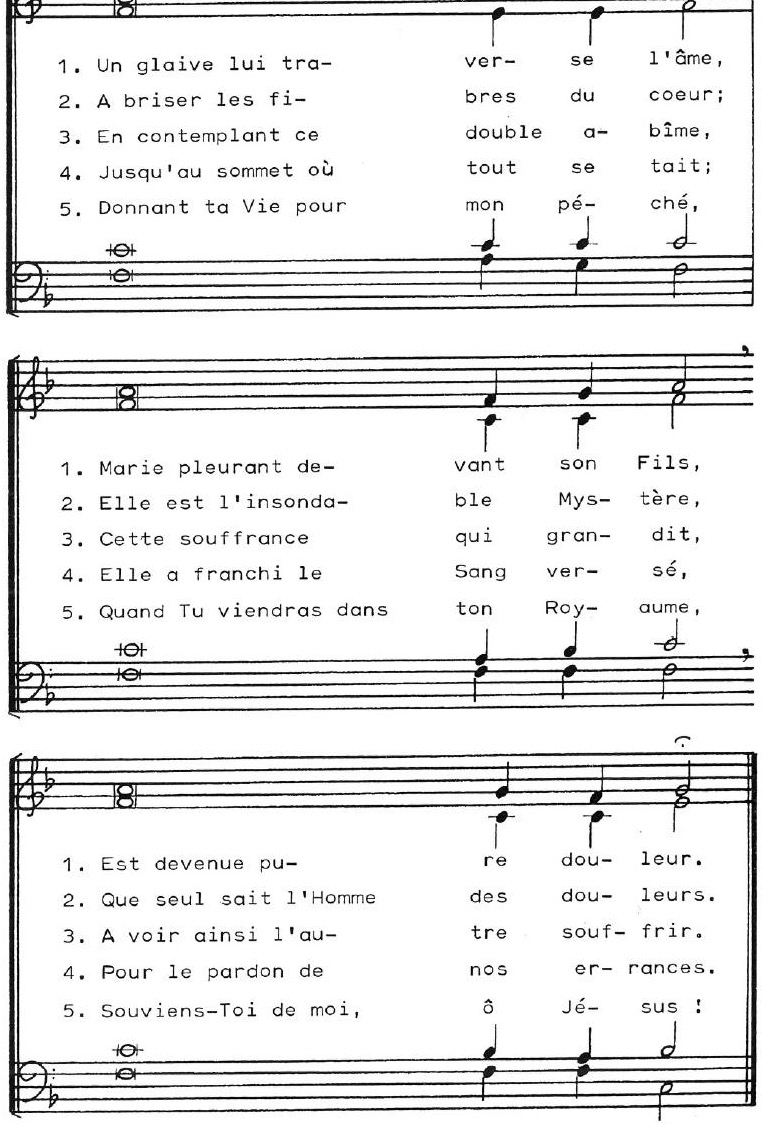 1. Un glaive lui tra- ver- se l'âme,
2. A briser les fi- bres du coeur;
3. En contemplant ce double a- bîme,
4. Jusqu'au sommet où tout se tait;
5. Donnant ta Vie pour mon pé- ché,
1. Marie pleurant de- vant son Fils,
2. Elle est l'insonda- ble Mys- tère,
3. Cette souffrance qui gran- dit,
4. Elle a franchi le Sang ver- sé,
5. Quand Tu viendras dans ton Roy- aume,
1. Est devenue pu- re dou- leur.
2. Que seul sait l'Homme des dou- leurs.
3. A voir ainsi l'au- tre souf- frir.
4. Pour le pardon de nos er- rances.
5. Souviens-Toi de moi, ô Jé- sus !